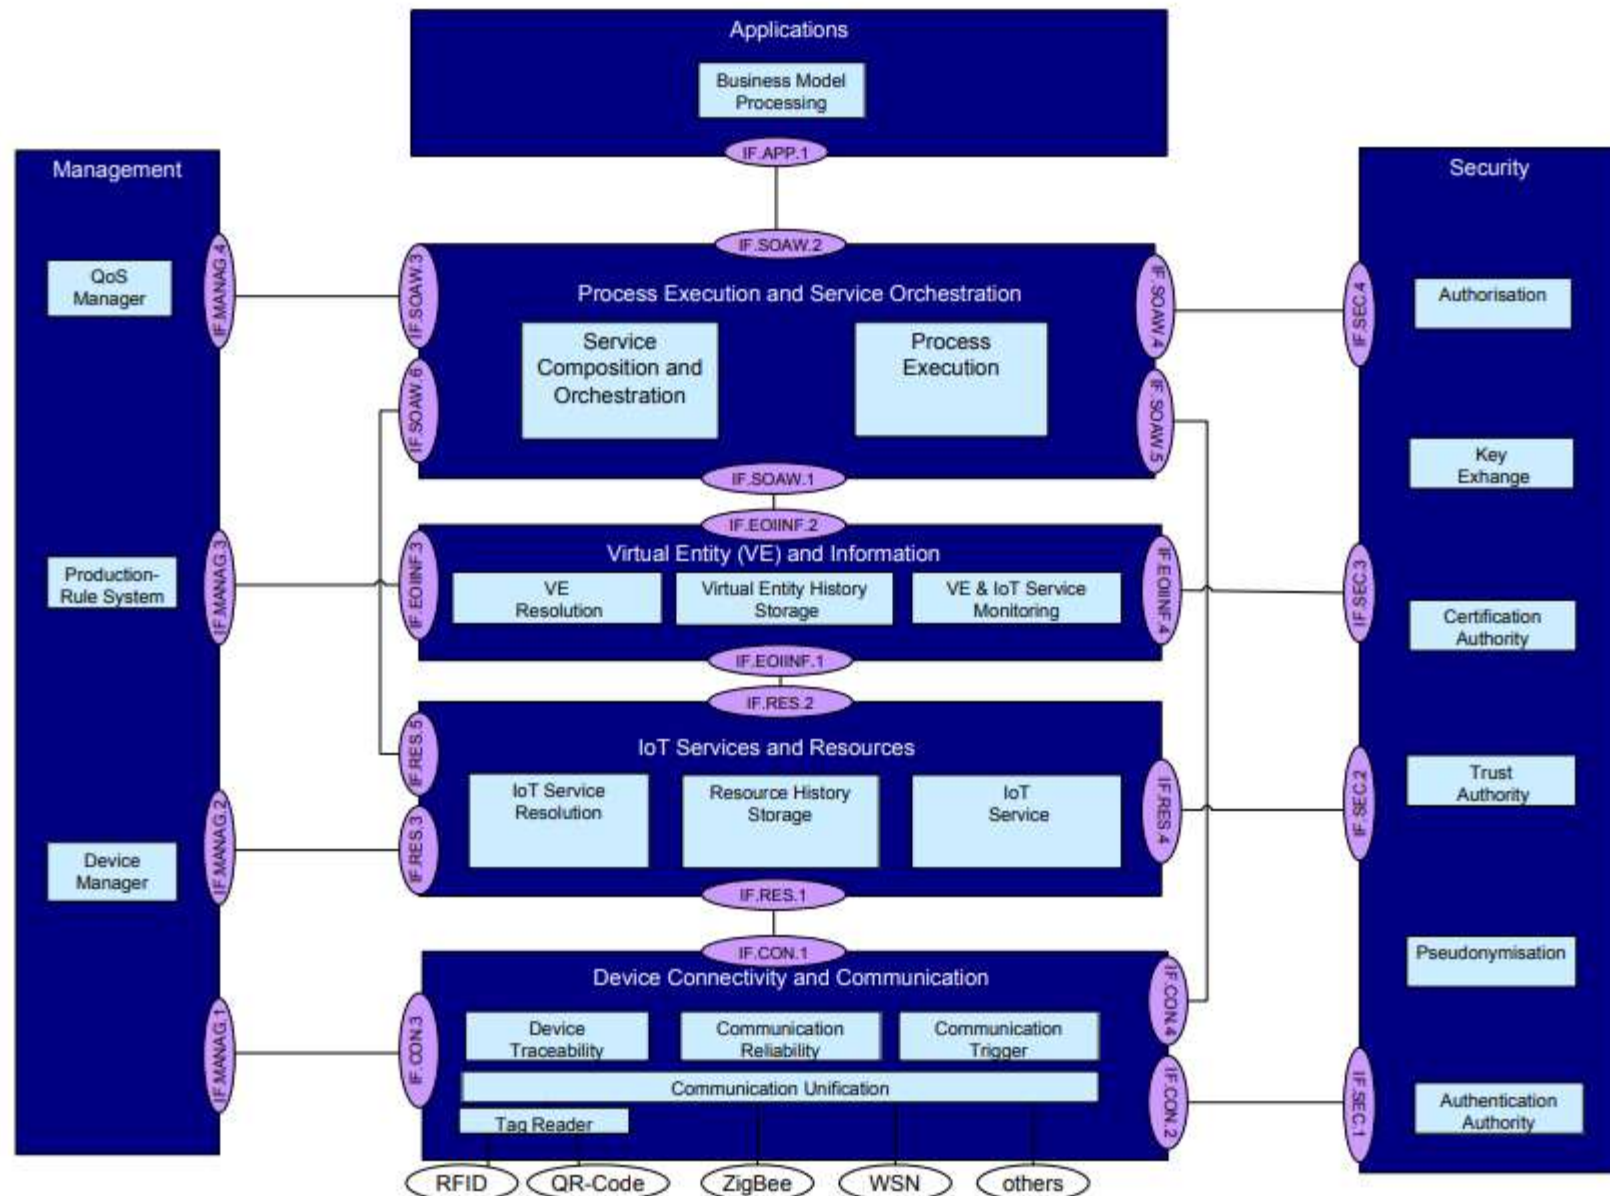 Applications
Business Model
Processing
IF.APP.1
Management
QoS
Manager
Production-
Rule System
Device
Manager
IF.MANAG.4
IF.MANAG.3
IF.MANAG.2
IF.MANAG.1
IF.SOAW.2
IF.SOAW.3
IF.SOAW.6
Process Execution and Service Orchestration
Service
Composition and
Orchestration
Process
Execution
IF. SOAW.4
IF. SOAW.5
IF.SOAW.1
IF.EOIINF.2
IF.EOIINF.3
Virtual Entity (VE) and Information
VE
Resolution
Virtual Entity History
Storage
VE & IoT Service
Monitoring
IF.EOIINF.4
IF.EOIINF.1
IF.RES.2
IF.RES.5
IF.RES.3
IoT Services and Resources
IoT Service
Resolution
Resource History
Storage
IoT
Service
IF.RES.4
IF.RES.1
IF.CON.1
IF.CON.3
Device Connectivity and Communication
Device
Traceability
Communication
Reliability
Communication
Trigger
Communication Unification
Tag Reader
IF.CON.4
IF.CON.2
RFID
QR-Code
ZigBee
WSN
others
Security
IF.SEC.4
IF.SEC.3
IF.SEC.2
IF.SEC.1
Authorisation
Key
Exhange
Certification
Authority
Trust
Authority
Pseudonymisation
Authentication
Authority